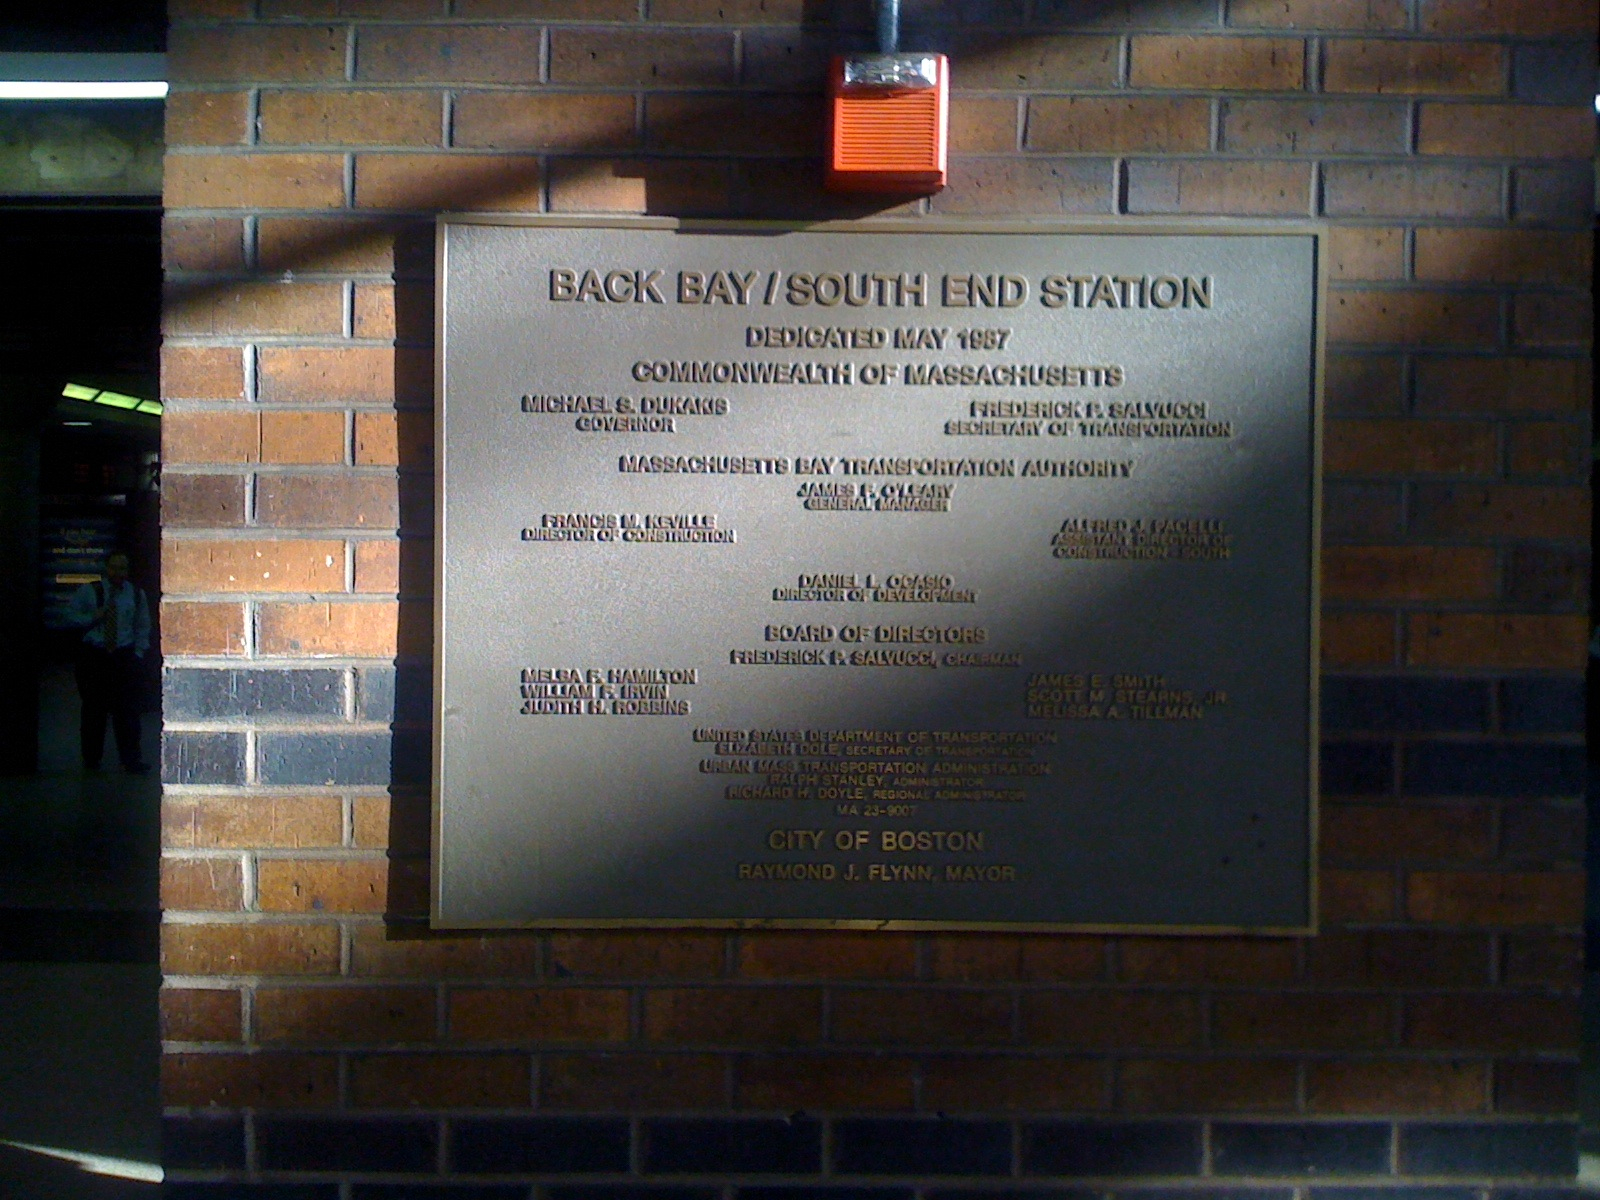 BACK BAY / SOUTH END STATION
DEDICATED MAY 1987
COMMONWEALTH OF MASSACHUSETTS
MICHAEL S. DUKAKIS
GOVERNOR
FREDERICK P. SALVUCCI
SECRETARY OF TRANSPORTATION
MASSACHUSETTS BAY TRANSPORTATION AUTHORITY
JAMES F. O'LEARY
GENERAL MANAGER
FRANCIS M. KEVILLE
DIRECTOR OF CONSTRUCTION
ALFRED J. PACELLI
ASSISTANT DIRECTOR OF
CONSTRUCTION - SOUTH
DANIEL L. OCASIO
DIRECTOR OF DEVELOPMENT
BOARD OF DIRECTORS
FREDERICK P. SALVUCCI, CHAIRMAN
MELBA F. HAMILTON
WILLIAM F. IRVIN
JUDITH H. ROBBINS
JAMES E. SMITH
SCOTT M. STEARNS, JR.
MELISSA A. TILLMAN
UNITED STATES DEPARTMENT OF TRANSPORTATION
ELIZABETH DOLE, SECRETARY OF TRANSPORTATION
URBAN MASS TRANSPORTATION ADMINISTRATION
RALPH STANLEY, ADMINISTRATOR
RICHARD H. DOYLE, REGIONAL ADMINISTRATOR
MA 23-9007
CITY OF BOSTON
RAYMOND J. FLYNN, MAYOR